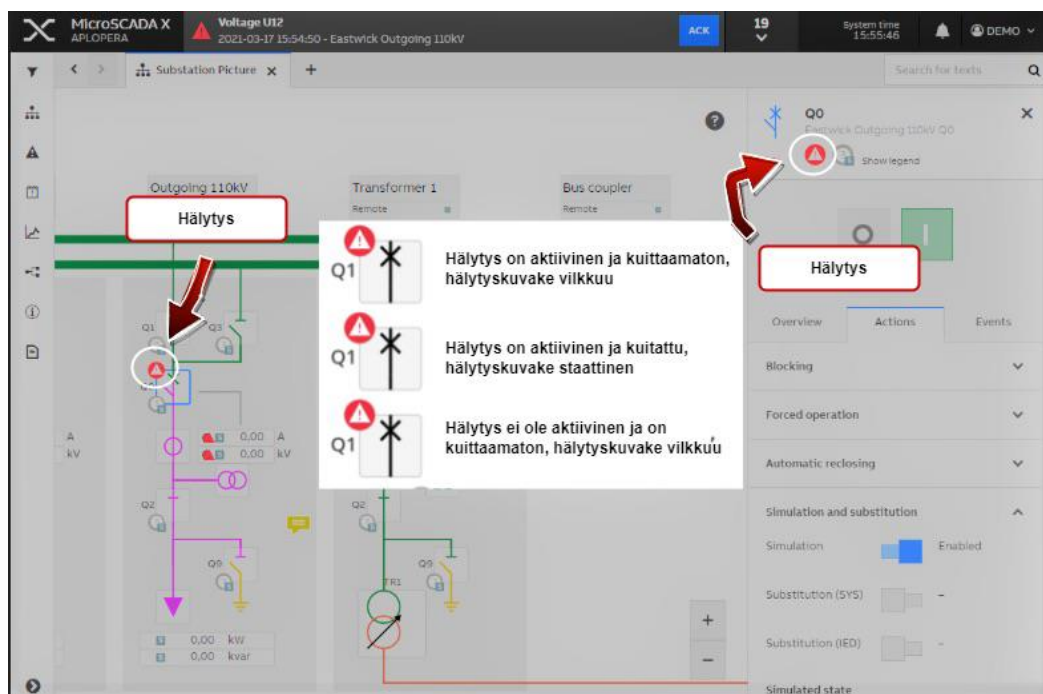 MicroSCADA X
APLOPERA
Voltage U12
2021-03-17 15:54:50 - Eastwick Outgoing 110kV
ACK
19
System time
15:55:46
DEMO
Substation Picture
Search for texts
Q0
Eastwick Outgoing 110kV Q0
Show legend
Outgoing 110kV
Transformer 1
Bus coupler
Remote
Remote
Hälytys
Hälytys
Q1
Hälytys on aktiivinen ja kuittaamaton,
hälytyskuvake vilkkuu
Q1
Hälytys on aktiivinen ja kuitattu,
hälytyskuvake staattinen
Q1
Hälytys ei ole aktiivinen ja on
kuittaamaton, hälytyskuvake vilkkuu
Q1
Q3
A
kV
0,00 A
0,00 kV
Q2
Q9
0,00 kW
0,00 kvar
Q2
Q9
TR1
Overview
Actions
Events
Blocking
Forced operation
Automatic reclosing
Simulation and substitution
Simulation
Enabled
Substitution (SYS)
-
Substitution (IED)
-
Simulated state
+
−